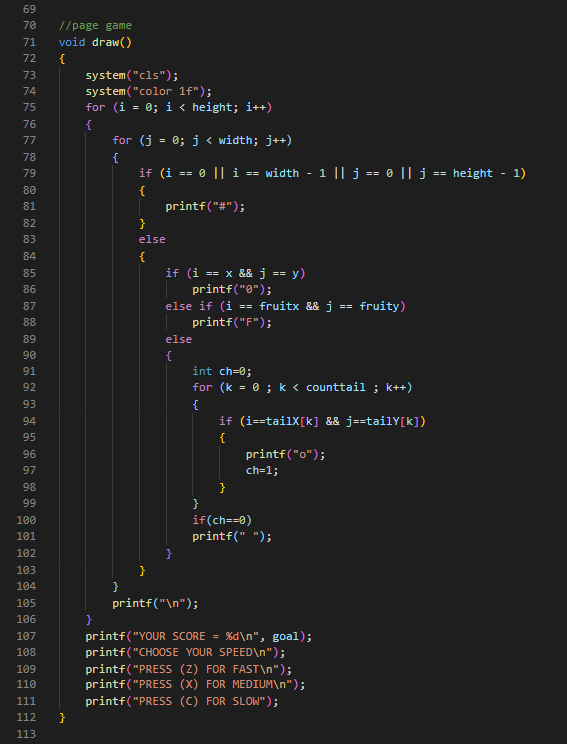 69
70 //page game
71 void draw()
72 {
73     system("cls");
74     system("color 1f");
75     for (i = 0; i < height; i++)
76     {
77         for (j = 0; j < width; j++)
78         {
79             if (i == 0 || i == width - 1 || j == 0 || j == height - 1)
80             {
81                 printf("#");
82             }
83             else
84             {
85                 if (i == x && j == y)
86                     printf("0");
87                 else if (i == fruitx && j == fruity)
88                     printf("F");
89                 else
90                 {
91                     int ch=0;
92                     for (k = 0 ; k < counttail ; k++)
93                     {
94                         if (i==tailX[k] && j==tailY[k])
95                         {
96                             printf("o");
97                             ch=1;
98                         }
99                     }
100                     if(ch==0)
101                     printf(" ");
102                 }
103             }
104         }
105         printf("\n");
106     }
107     printf("YOUR SCORE = %d\n", goal);
108     printf("CHOOSE YOUR SPEED\n");
109     printf("PRESS (Z) FOR FAST\n");
110     printf("PRESS (X) FOR MEDIUM\n");
111     printf("PRESS (C) FOR SLOW");
112 }
113